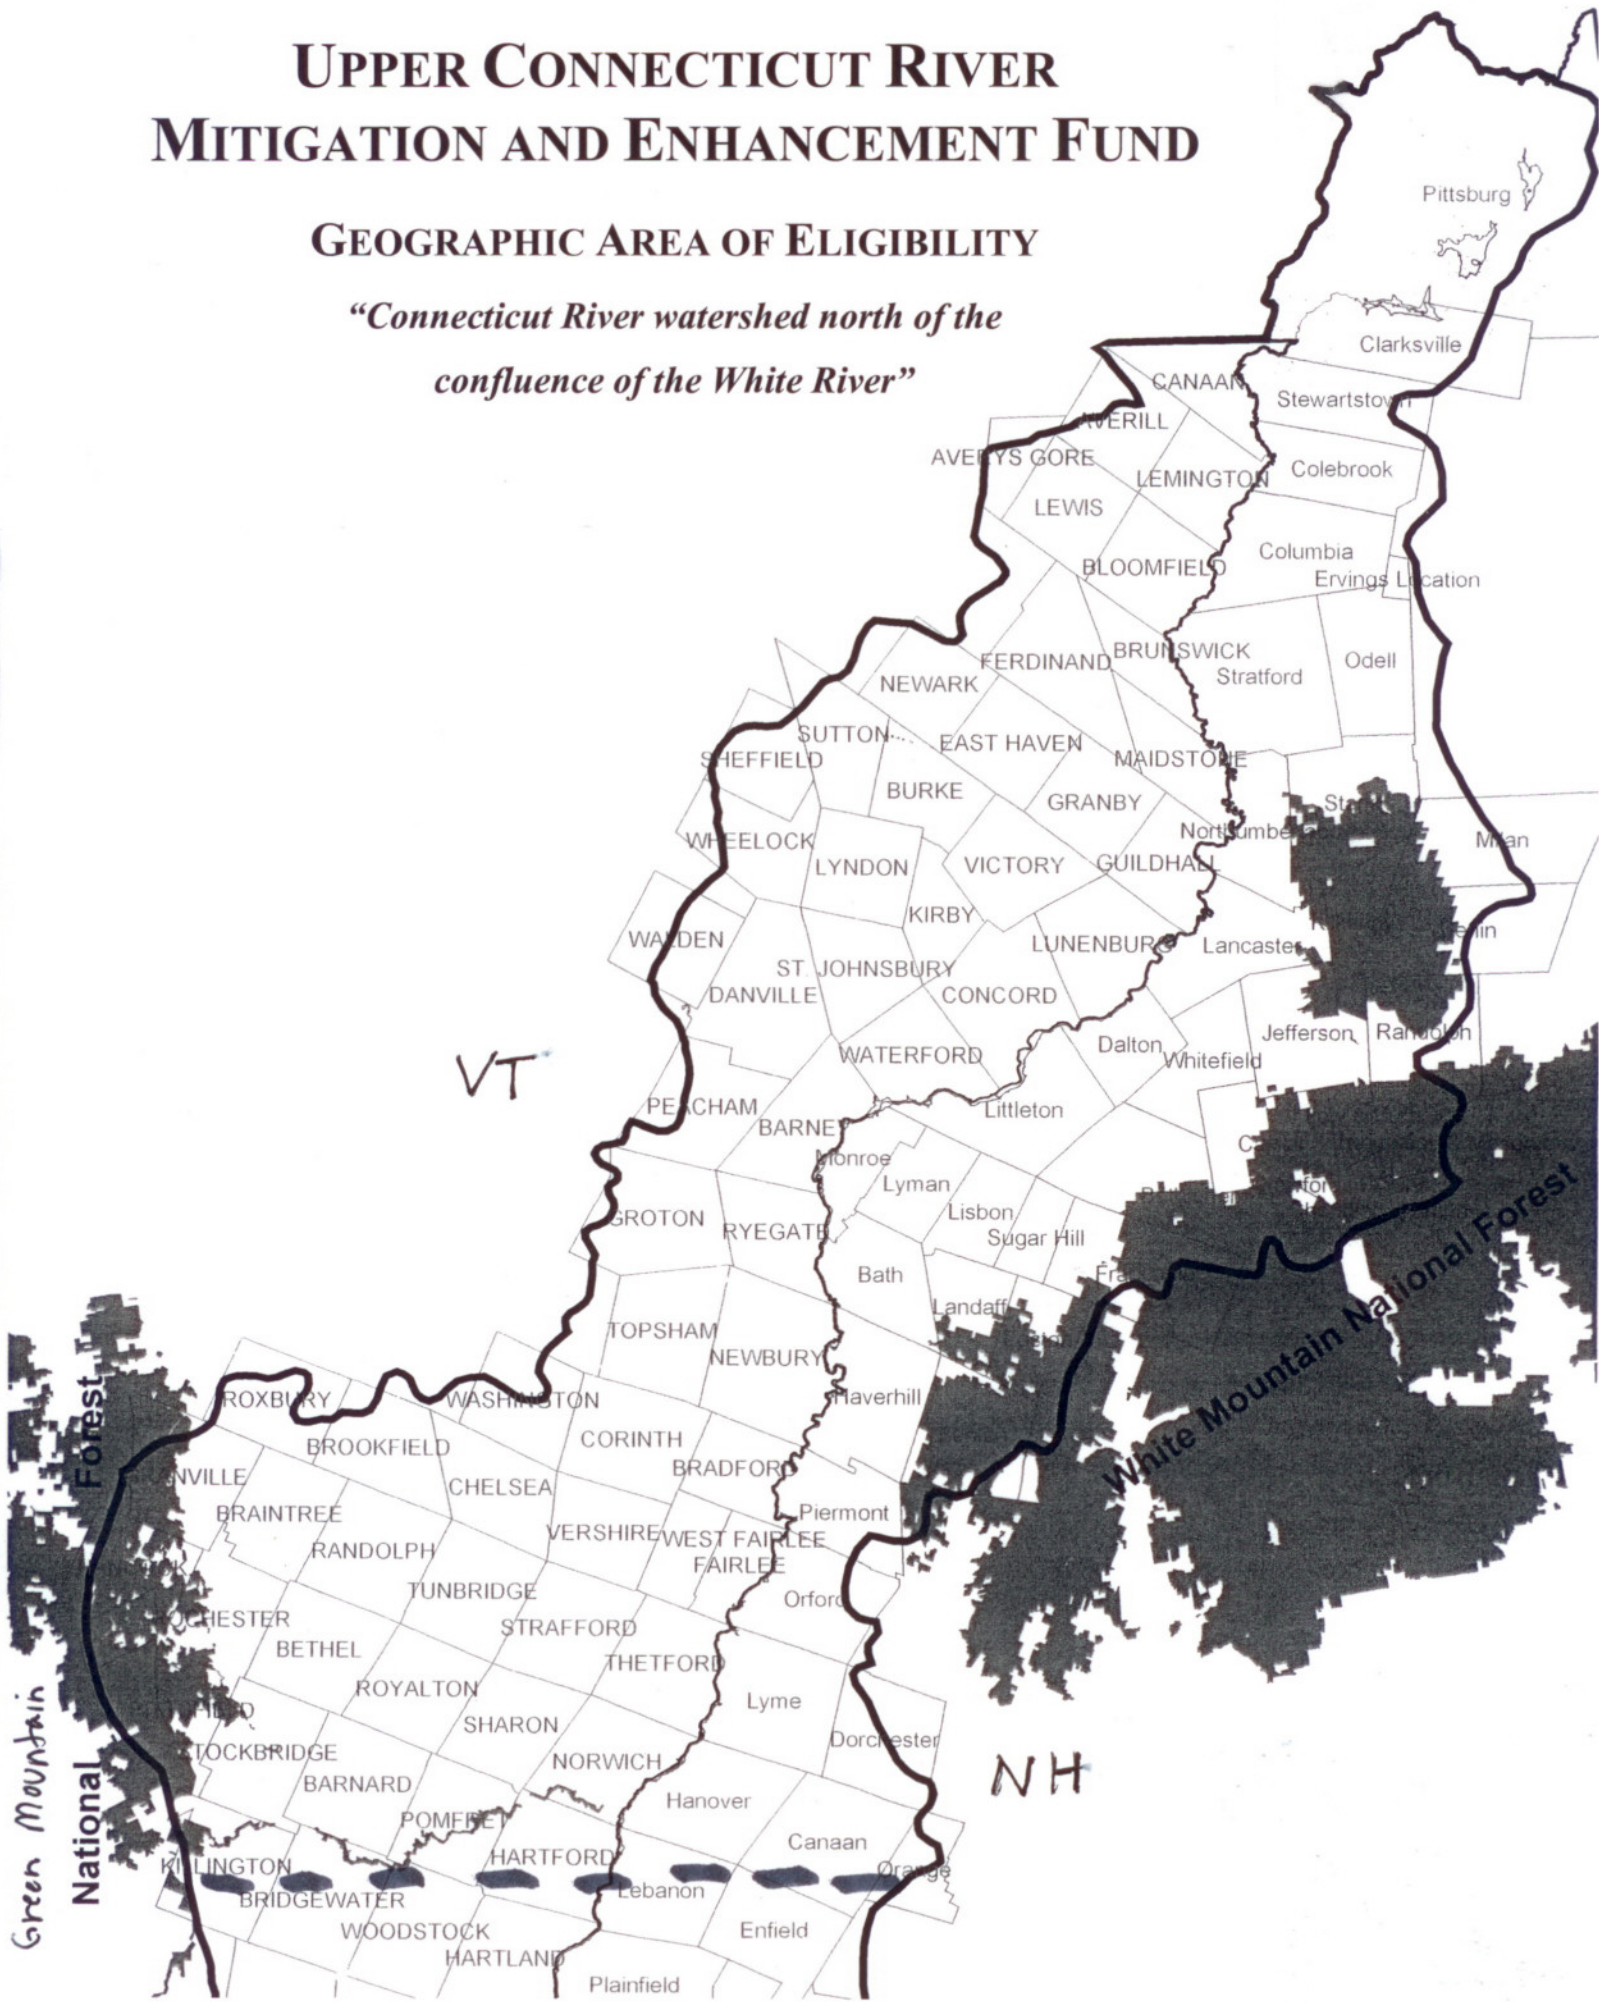 UPPER CONNECTICUT RIVER
MITIGATION AND ENHANCEMENT FUND
GEOGRAPHIC AREA OF ELIGIBILITY
“Connecticut River watershed north of the
confluence of the White River”
Pittsburg
Clarksville
CANAAN
Stewartstown
AVERILL
AVERYS GORE
Colebrook
LEMINGTON
LEWIS
Columbia
BLOOMFIELD
Ervings Location
BRUNSWICK
FERDINAND
Odell
Stratford
NEWARK
SUTTON
EAST HAVEN
SHEFFIELD
MAIDSTONE
BURKE
GRANBY
Milan
WHEELOCK
LYNDON
VICTORY
GUILDHALL
KIRBY
WALDEN
LUNENBURG
Lancaster
ST. JOHNSBURY
DANVILLE
CONCORD
Jefferson
Randolph
Dalton
WATERFORD
Whitefield
VT
PEACHAM
Littleton
BARNET
Monroe
Lyman
Lisbon
GROTON
RYEGATE
Sugar Hill
Bath
Landaff
White Mountain National Forest
TOPSHAM
NEWBURY
ROXBURY
WASHINGTON
Haverhill
BROOKFIELD
CORINTH
BRADFORD
CHELSEA
BRAINTREE
Piermont
VERSHIRE
WEST FAIRLEE
RANDOLPH
FAIRLEE
TUNBRIDGE
Orford
STRAFFORD
BETHEL
THETFORD
ROYALTON
Lyme
SHARON
Dorchester
STOCKBRIDGE
NORWICH
BARNARD
NH
Hanover
POMFRET
Canaan
HARTFORD
KILLINGTON
Orange
Lebanon
BRIDGEWATER
WOODSTOCK
Enfield
HARTLAND
Plainfield
Green Mountain
National
Forest